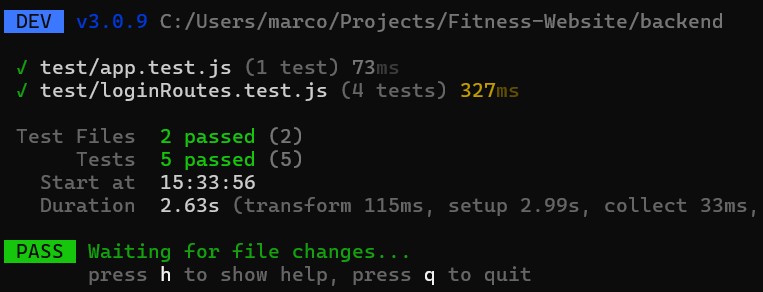 DEV v3.0.9 C:/Users/marco/Projects/Fitness-Website/backend
✓ test/app.test.js (1 test) 73ms
✓ test/loginRoutes.test.js (4 tests) 327ms
Test Files 2 passed (2)
Tests 5 passed (5)
Start at 15:33:56
Duration 2.63s (transform 115ms, setup 2.99s, collect 33ms,
PASS Waiting for file changes...
press h to show help, press q to quit